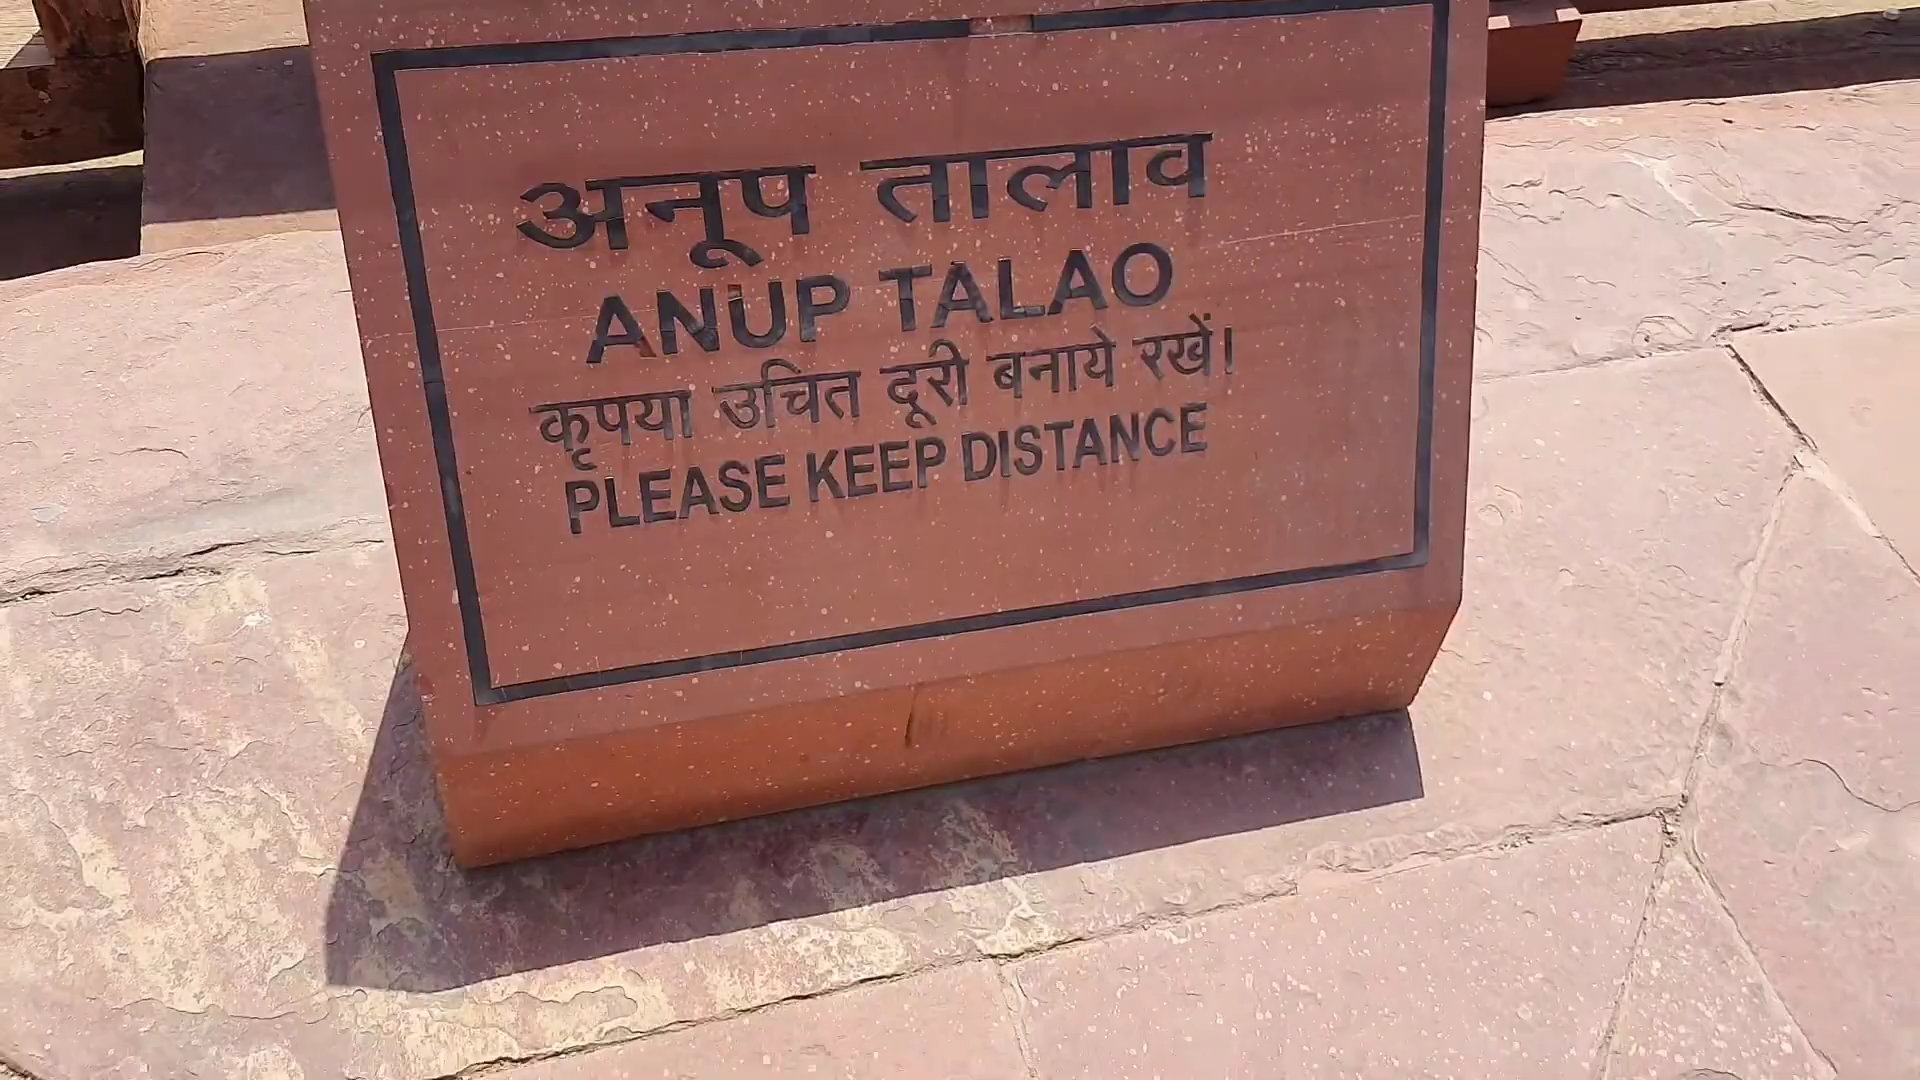 अनूप तालाव
ANUP TALAO
कृपया उचित दूरी बनाये रखें।
PLEASE KEEP DISTANCE